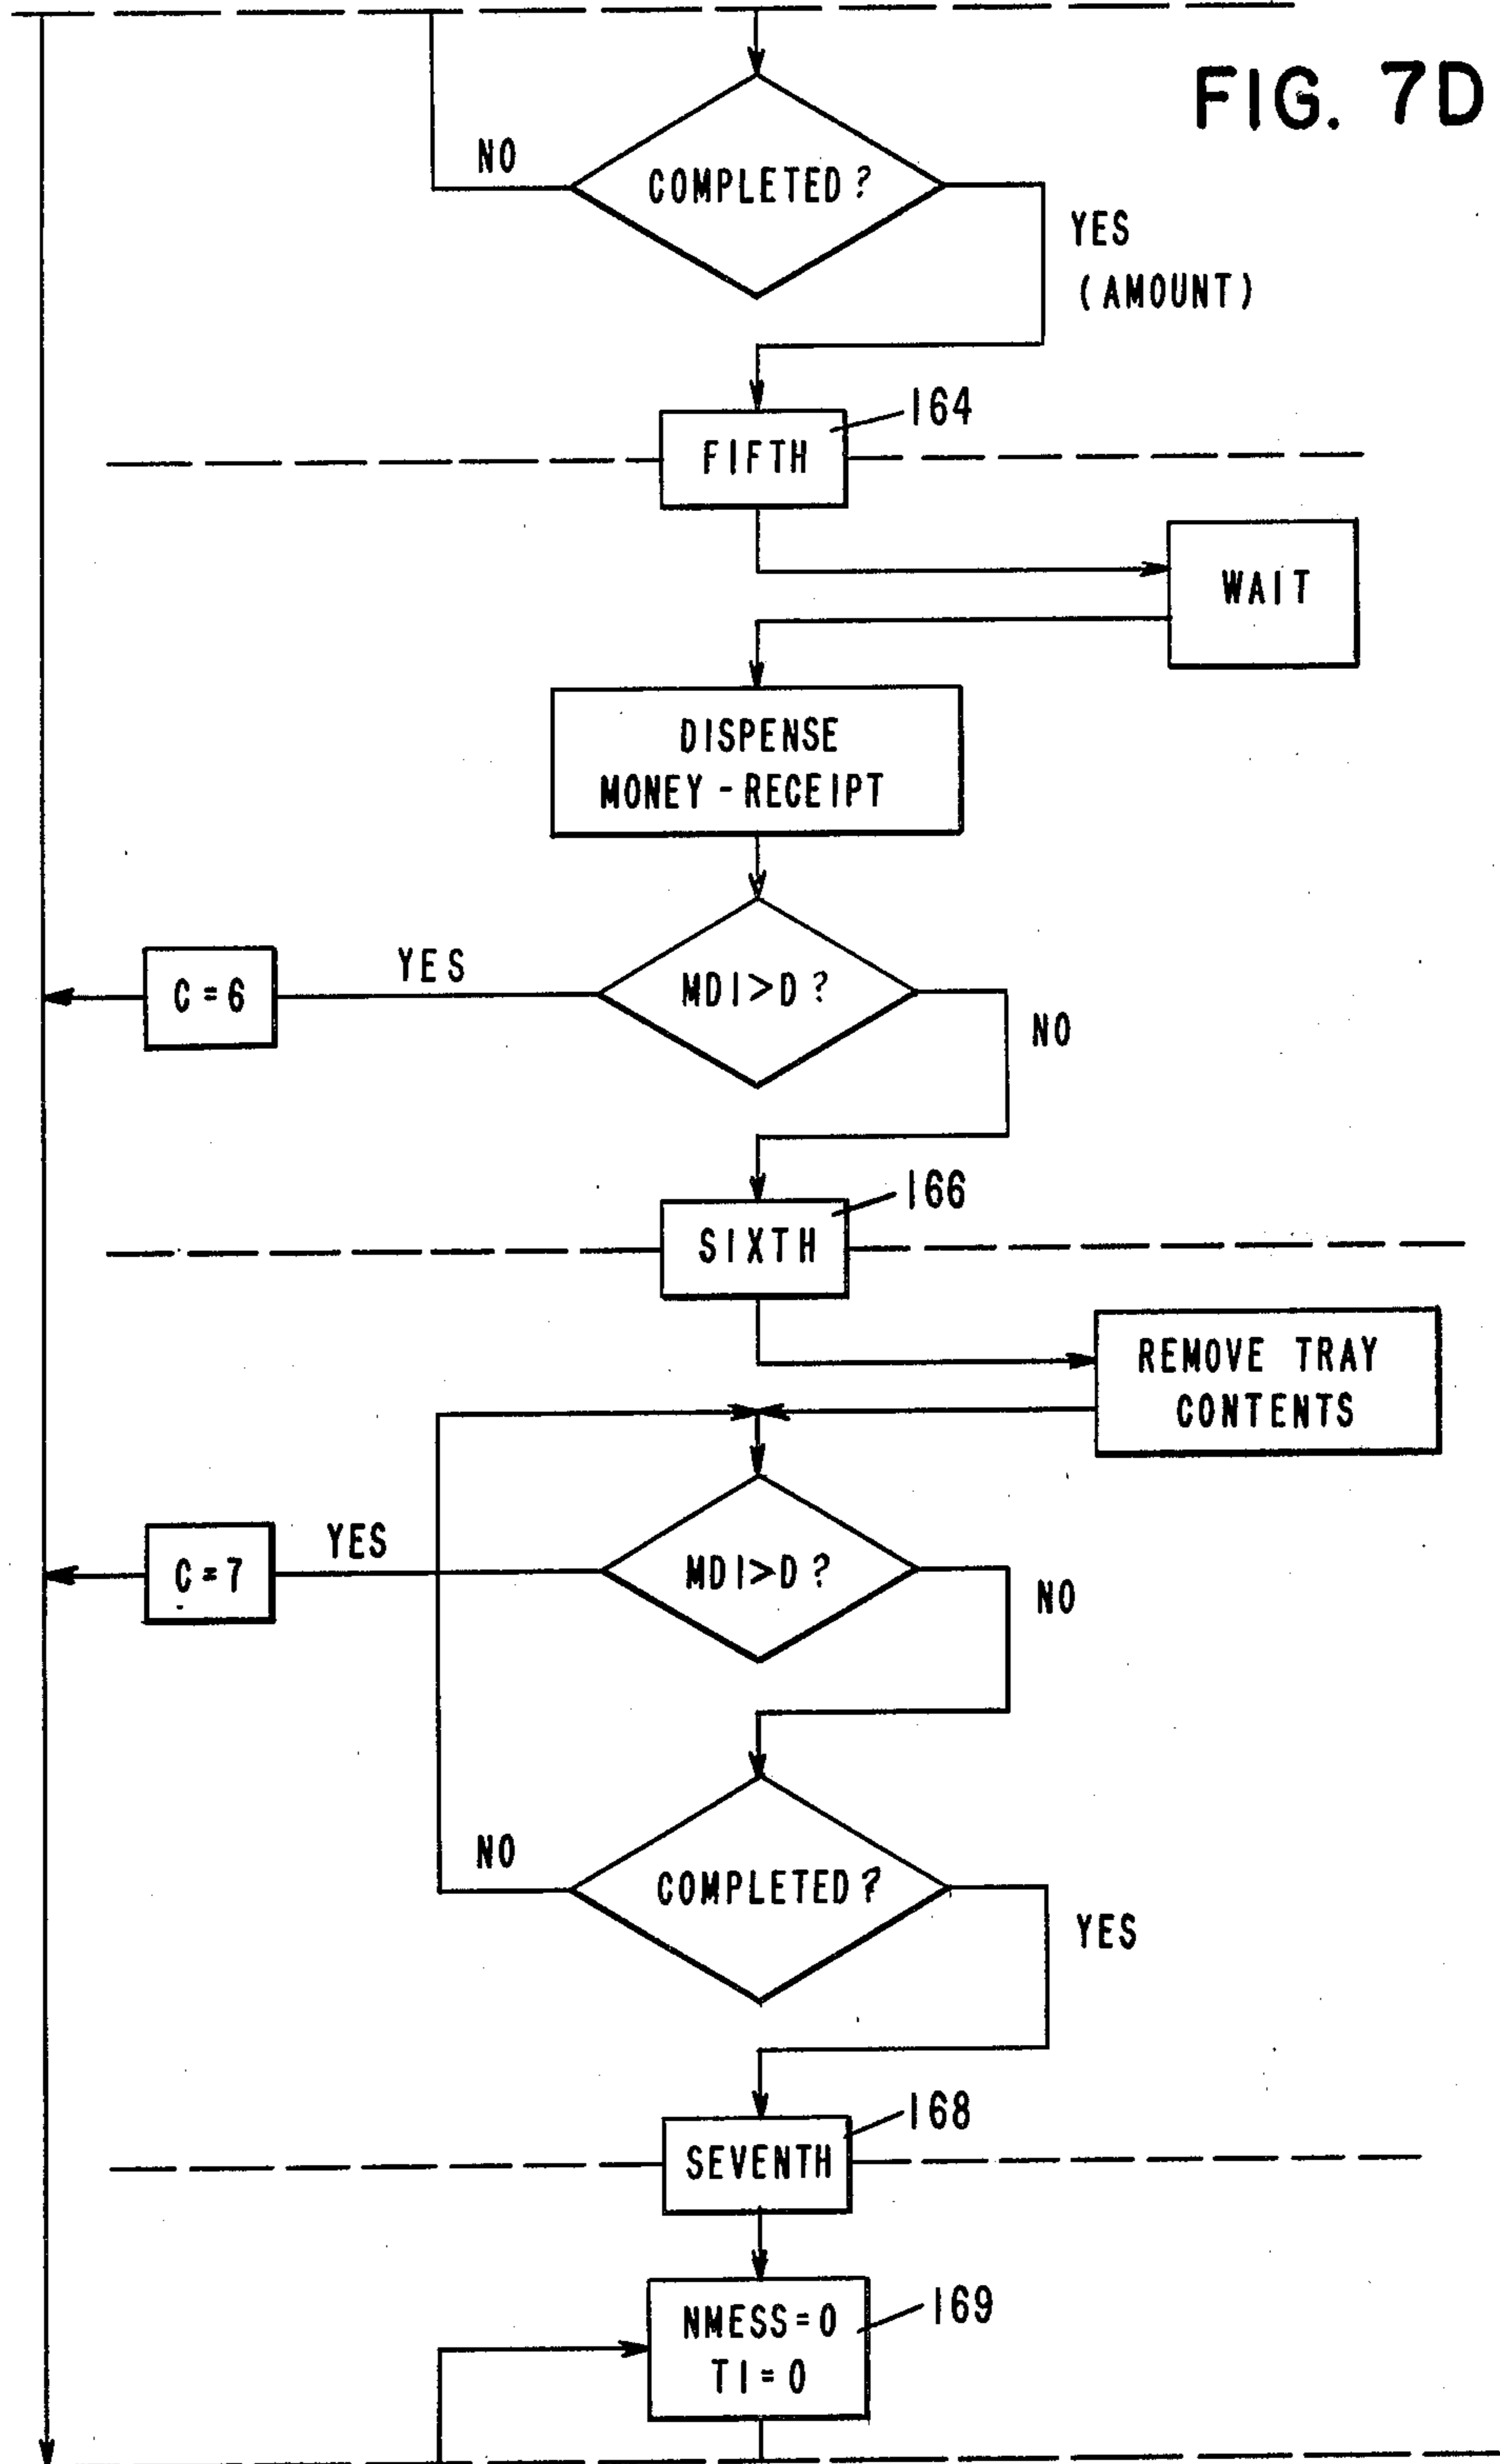 FIG. 7D
NO
COMPLETED?
YES
(AMOUNT)
164
FIFTH
WAIT
DISPENSE
MONEY - RECEIPT
YES
C = 6
MDI>D?
NO
166
SIXTH
REMOVE TRAY
CONTENTS
YES
C = 7
MDI>D?
NO
NO
COMPLETED?
YES
168
SEVENTH
169
NMESS = 0
TI = 0